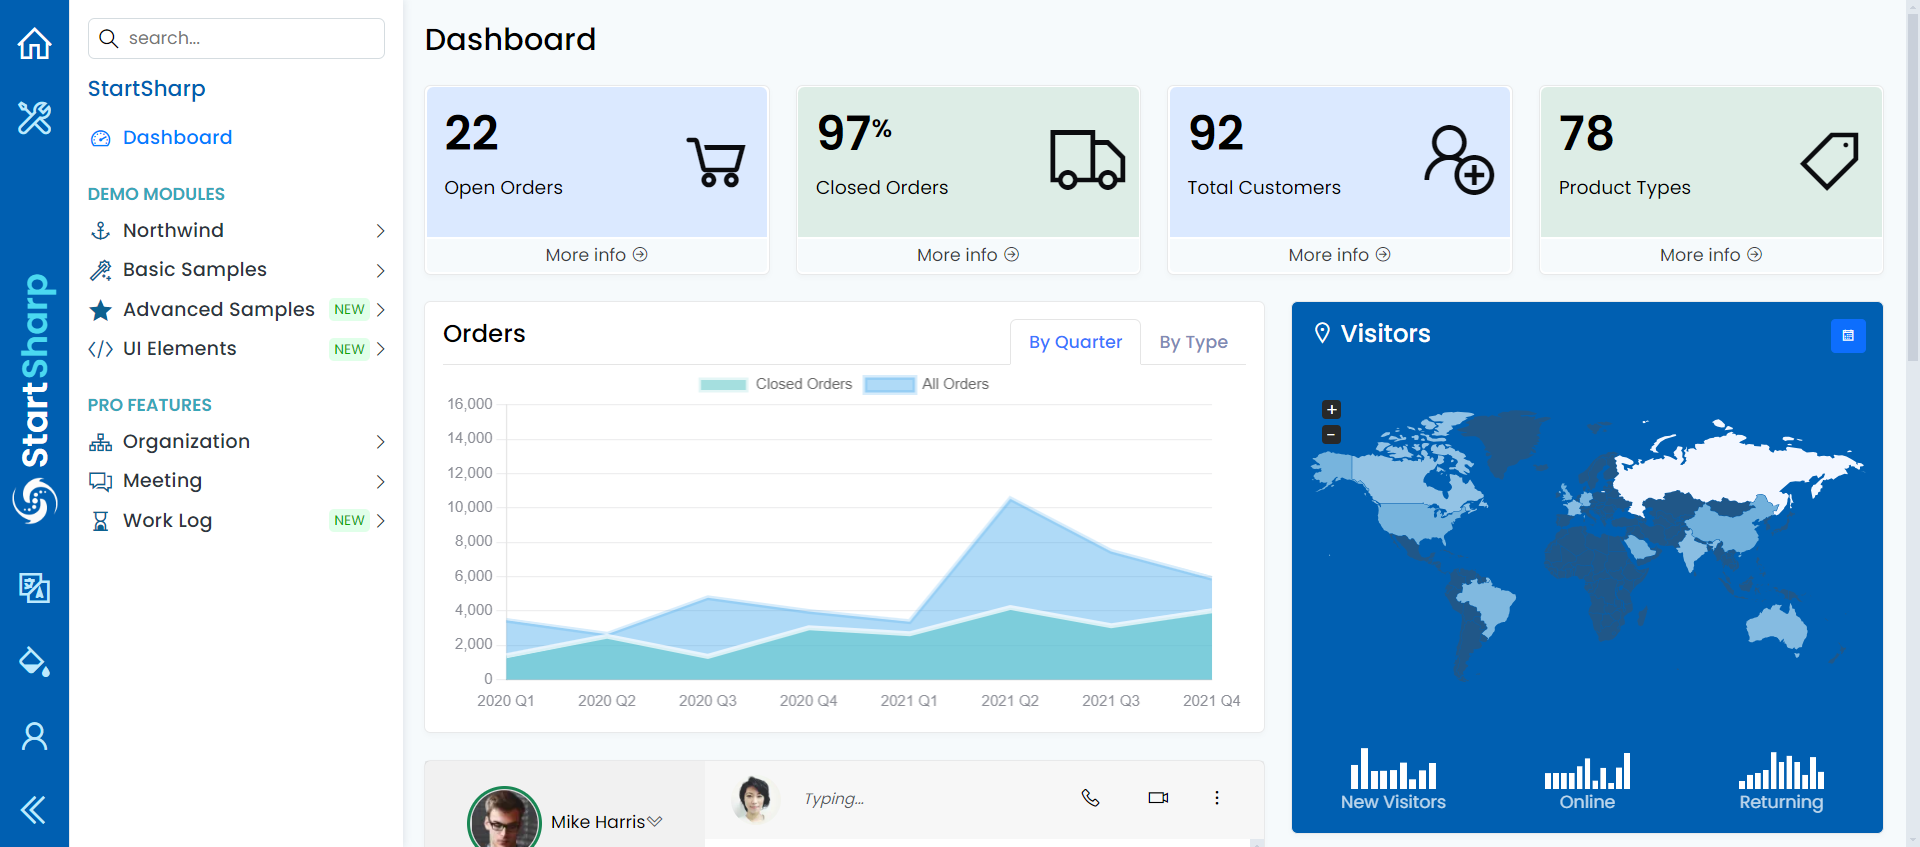 StartSharp
search...
StartSharp
Dashboard
DEMO MODULES
Northwind
Basic Samples
Advanced Samples NEW
UI Elements NEW
PRO FEATURES
Organization
Meeting
Work Log NEW
Dashboard
22
Open Orders
More info
97%
Closed Orders
More info
92
Total Customers
More info
78
Product Types
More info
Orders
By Quarter By Type
Closed Orders All Orders
16,000
14,000
12,000
10,000
8,000
6,000
4,000
2,000
0
2020 Q1 2020 Q2 2020 Q3 2020 Q4 2021 Q1 2021 Q2 2021 Q3 2021 Q4
Visitors
+
−
New Visitors Online Returning
Mike Harris
Typing...